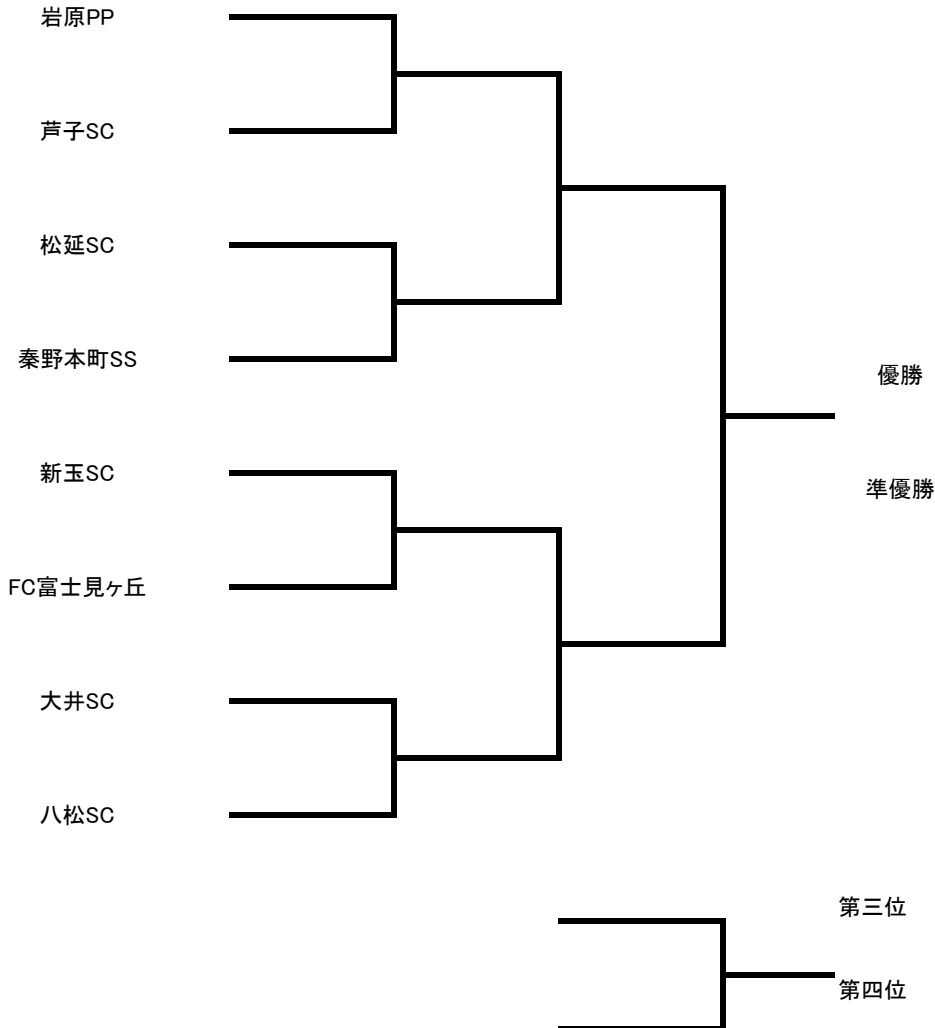 岩原PP
芦子SC
松延SC
秦野本町SS
優勝
新玉SC
準優勝
FC富士見ヶ丘
大井SC
八松SC
第三位
第四位